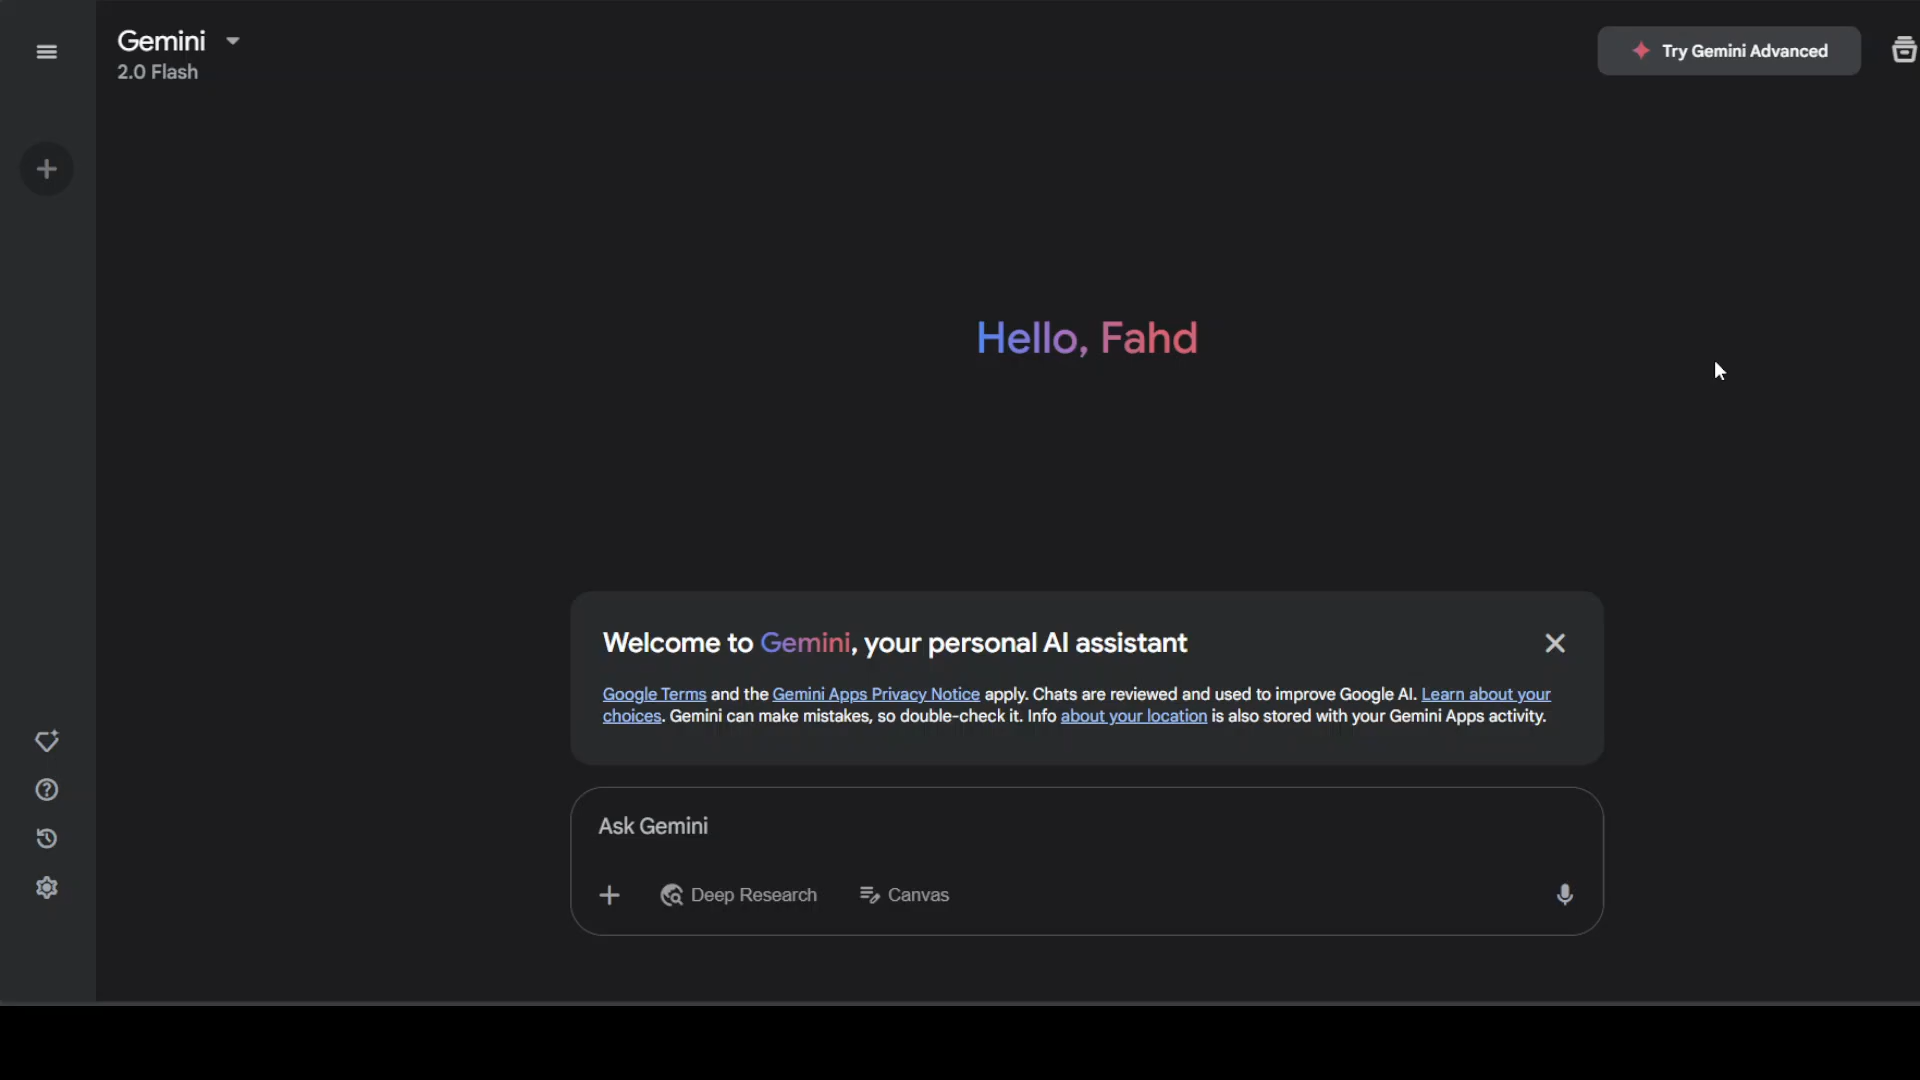 Gemini
2.0 Flash
Try Gemini Advanced
Hello, Fahd
Welcome to Gemini, your personal AI assistant
Google Terms and the Gemini Apps Privacy Notice apply. Chats are reviewed and used to improve Google AI. Learn about your
choices. Gemini can make mistakes, so double-check it. Info about your location is also stored with your Gemini Apps activity.
Ask Gemini
Deep Research
Canvas